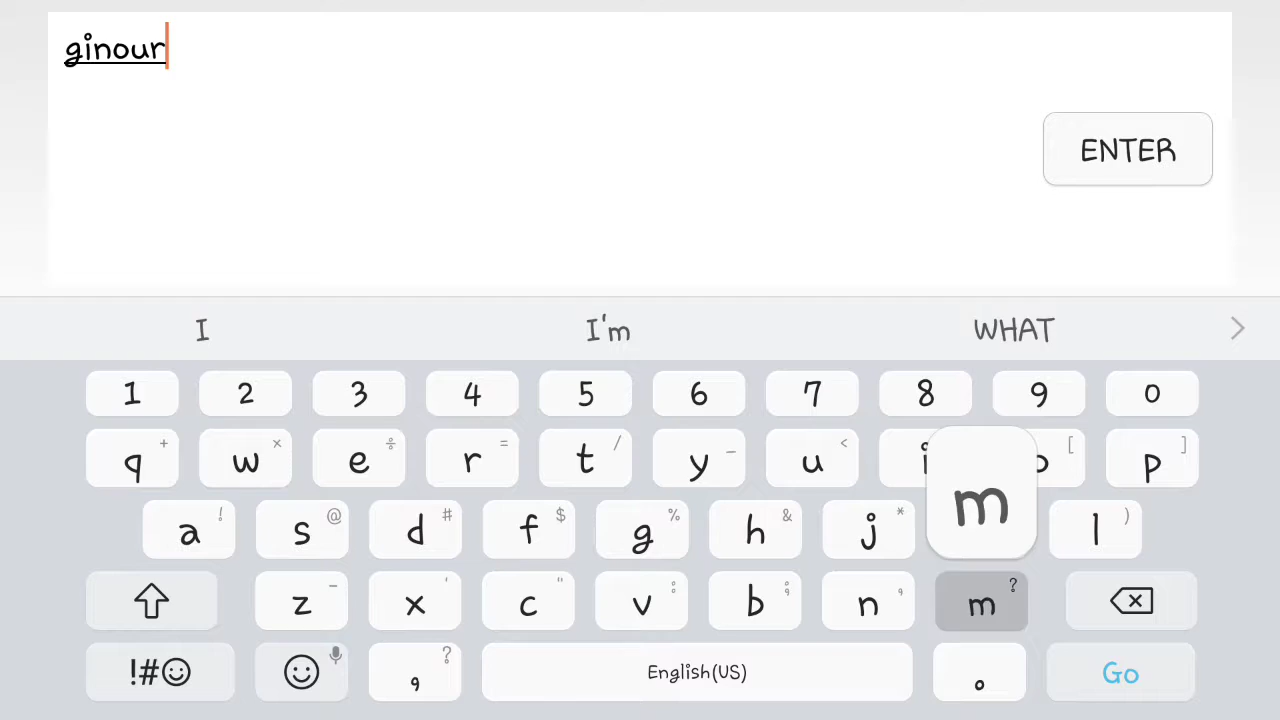 ginour
ENTER
I I'm WHAT
1 2 3 4 5 6 7 8 9 0
q + w × e ÷ r = t / y - u < i o [ p ]
a ! s @ d # f $ g % h & j * m l )
z - x ' c " v : b ; n , m ?
!#☺ , ? English(US) . Go